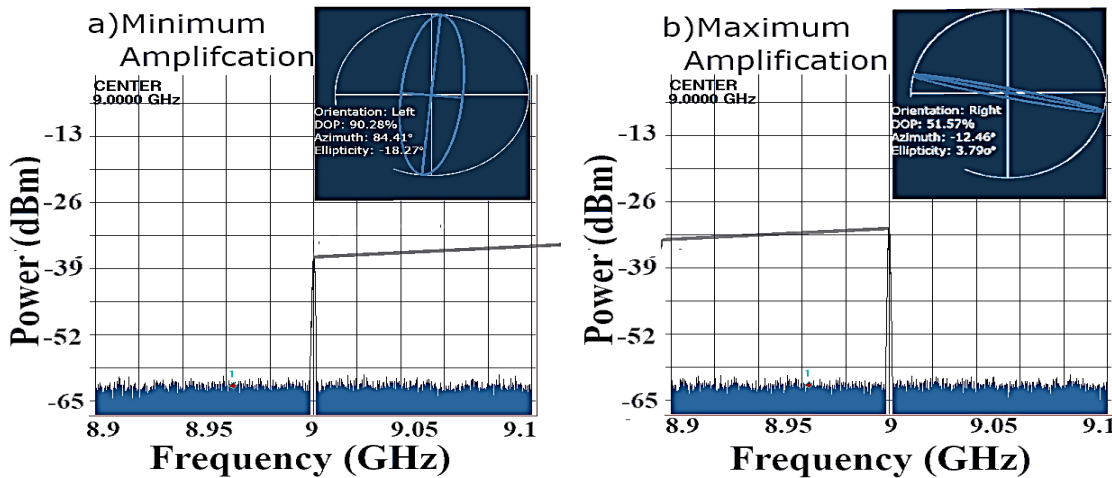 a)Minimum
Amplifcation
CENTER
9.0000 GHz
Orientation: Left
DOP: 90.28%
Azimuth: 84.41°
Ellipticity: -18.27°
Power (dBm)
-13
-26
-39
-52
-65
1
8.9
8.95
9
9.05
9.1
Frequency (GHz)
b)Maximum
Amplification
CENTER
9.0000 GHz
Orientation: Right
DOP: 51.57%
Azimuth: -12.46°
Ellipticity: 3.79o°
Power (dBm)
-13
-26
-39
-52
-65
1
8.9
8.95
9
9.05
9.1
Frequency (GHz)